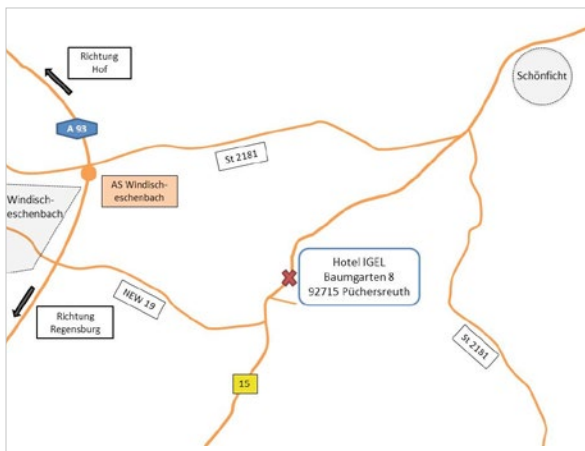 Richtung
Hof
Schönficht
A 93
St 2181
AS Windisch-
eschenbach
Windisch-
eschenbach
Hotel IGEL
Baumgarten 8
92715 Püchersreuth
NEW 19
Richtung
Regensburg
St 2181
15